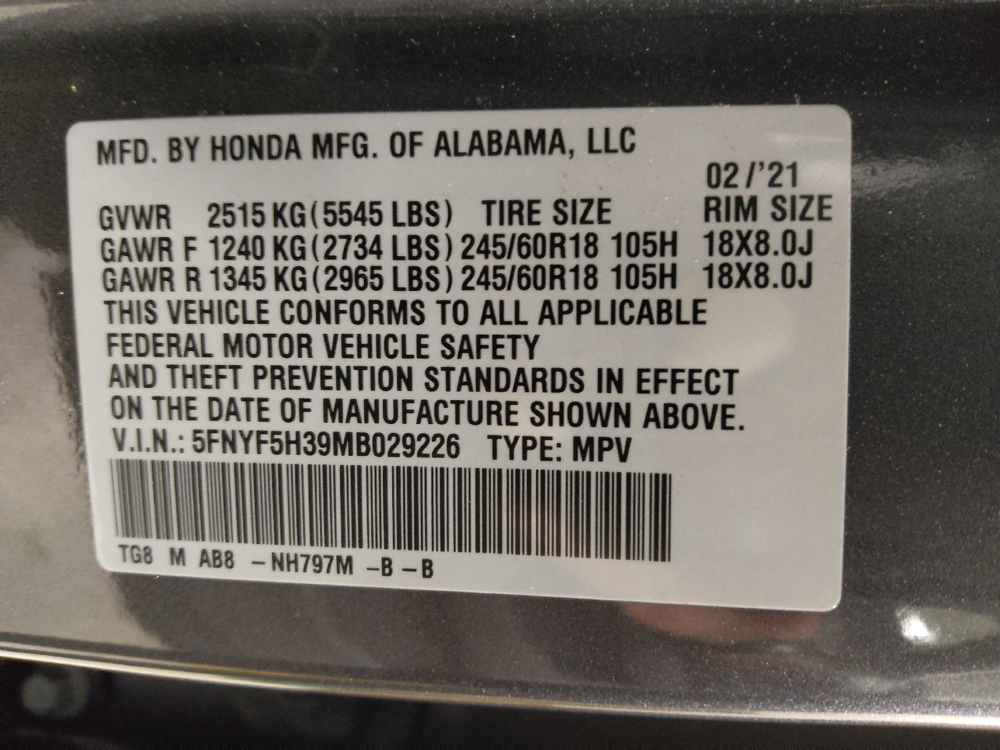 MFD. BY HONDA MFG. OF ALABAMA, LLC
02/'21
GVWR 2515 KG (5545 LBS) TIRE SIZE RIM SIZE
GAWR F 1240 KG (2734 LBS) 245/60R18 105H 18X8.0J
GAWR R 1345 KG (2965 LBS) 245/60R18 105H 18X8.0J
THIS VEHICLE CONFORMS TO ALL APPLICABLE
FEDERAL MOTOR VEHICLE SAFETY
AND THEFT PREVENTION STANDARDS IN EFFECT
ON THE DATE OF MANUFACTURE SHOWN ABOVE.
V.I.N.: 5FNYF5H39MB029226 TYPE: MPV
TG8 M AB8 – NH797M –B –B